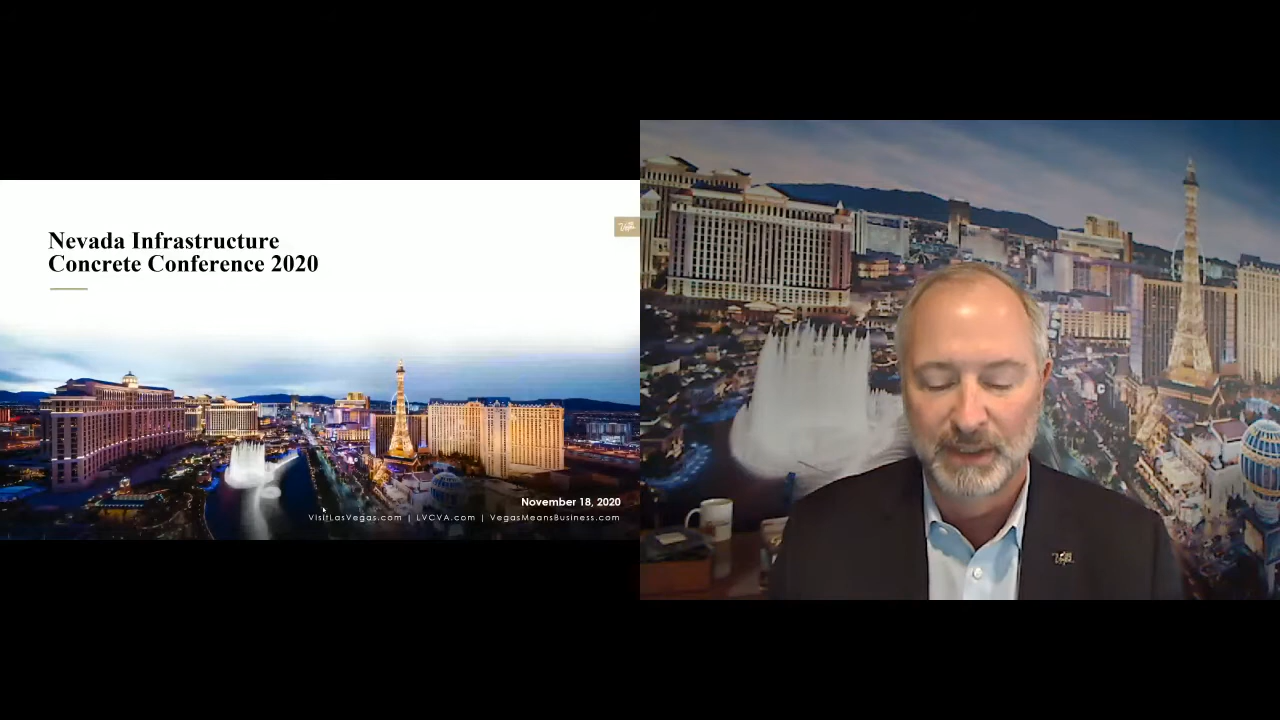 Nevada Infrastructure
Concrete Conference 2020
November 18, 2020
VisitLasVegas.com | LVCVA.com | VegasMeansBusiness.com